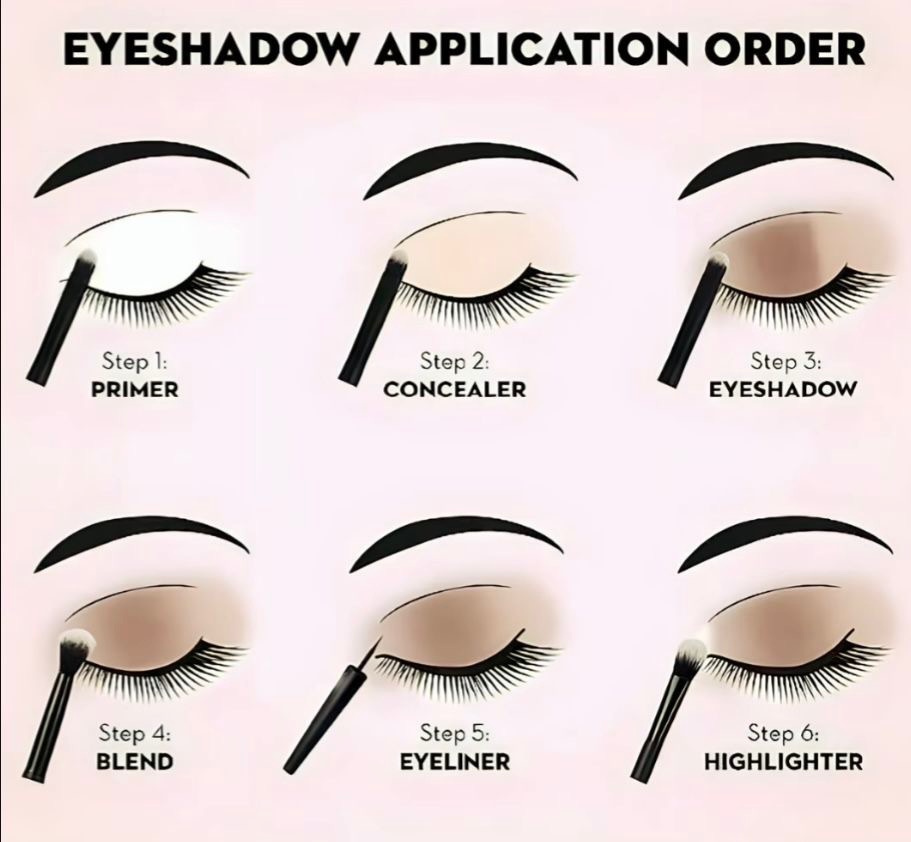 EYESHADOW APPLICATION ORDER
Step 1:
PRIMER
Step 2:
CONCEALER
Step 3:
EYESHADOW
Step 4:
BLEND
Step 5:
EYELINER
Step 6:
HIGHLIGHTER